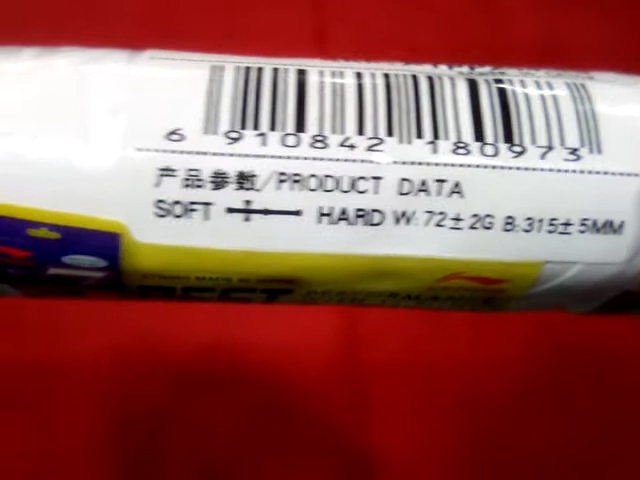 6 910842 180973
产品参数/PRODUCT DATA
SOFT HARD W: 72±2G B: 315±5MM